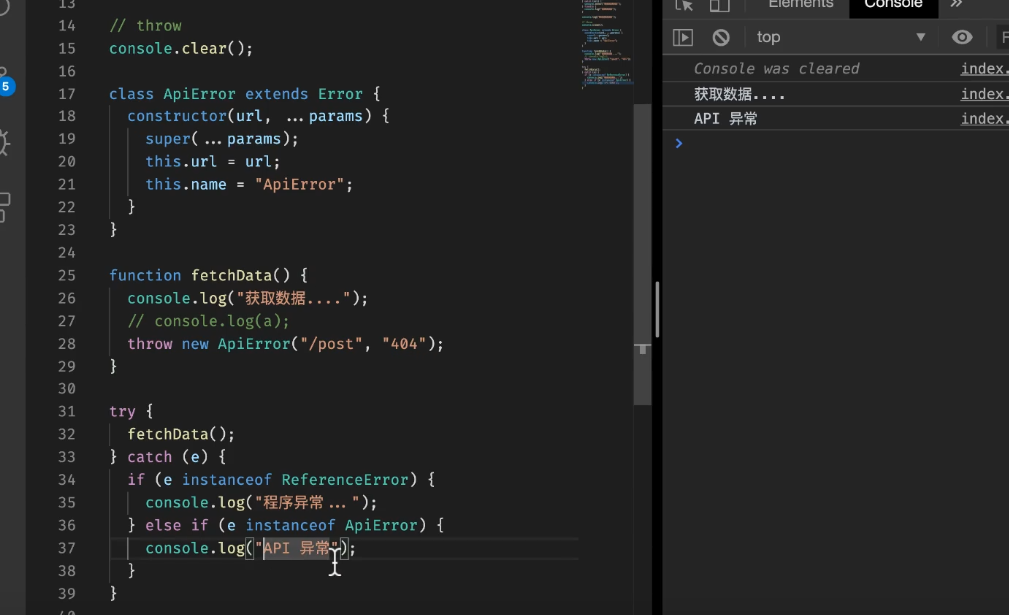 13
14 // throw
15 console.clear();
16
17 class ApiError extends Error {
18 constructor(url, ...params) {
19 super(...params);
20 this.url = url;
21 this.name = "ApiError";
22 }
23 }
24
25 function fetchData() {
26 console.log("获取数据....");
27 // console.log(a);
28 throw new ApiError("/post", "404");
29 }
30
31 try {
32 fetchData();
33 } catch (e) {
34 if (e instanceof ReferenceError) {
35 console.log("程序异常...");
36 } else if (e instanceof ApiError) {
37 console.log("API 异常");
38 }
39 }
40
5
Elements Console »
top ▼ F
Console was cleared index.
获取数据.... index.
API 异常 index.
>